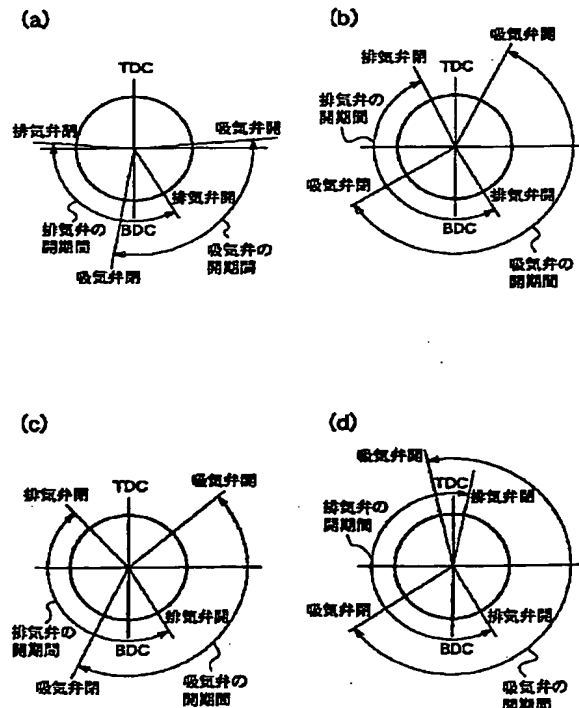 (a)
TDC
排気弁閉
吸気弁開
排気弁開
排気弁の
開期間
BDC
吸気弁の
開期間
吸気弁閉
(b)
吸気弁開
排気弁閉
TDC
排気弁の
開期間
吸気弁閉
排気弁開
BDC
吸気弁の
開期間
(c)
TDC
吸気弁開
排気弁閉
排気弁開
排気弁の
開期間
BDC
吸気弁閉
吸気弁の
開期間
(d)
吸気弁開
TDC
排気弁閉
排気弁の
開期間
吸気弁閉
排気弁開
BDC
吸気弁の
開期間